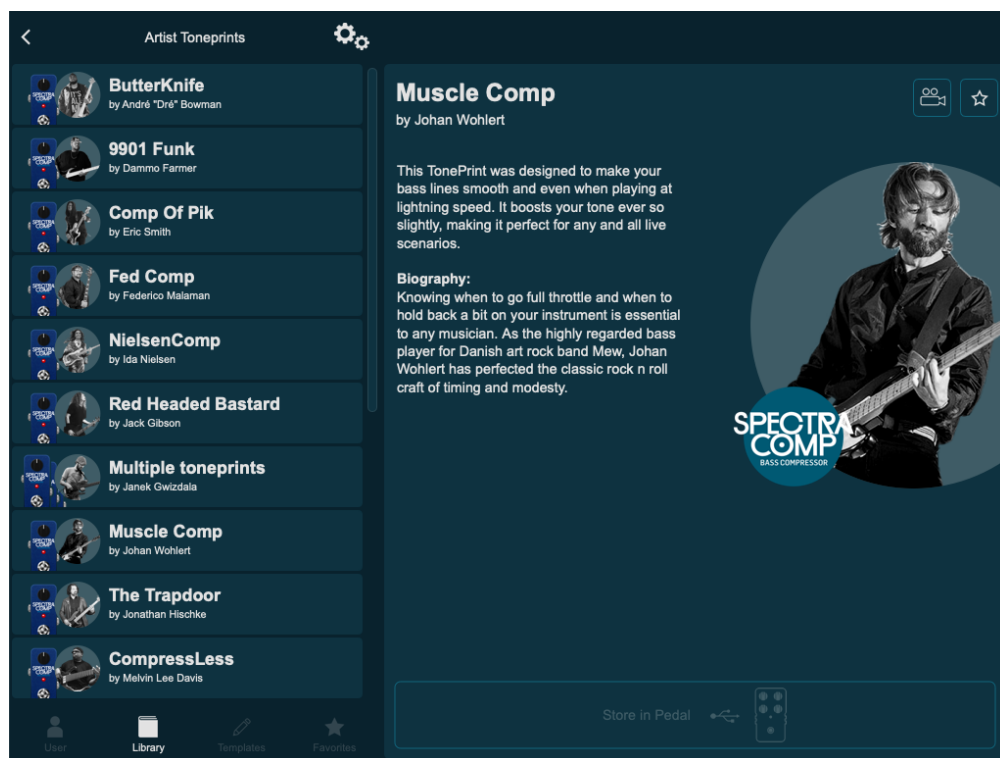 Artist Toneprints
ButterKnife
by André "Dré" Bowman
9901 Funk
by Dammo Farmer
Comp Of Pik
by Eric Smith
Fed Comp
by Federico Malaman
NielsenComp
by Ida Nielsen
Red Headed Bastard
by Jack Gibson
Multiple toneprints
by Janek Gwizdala
Muscle Comp
by Johan Wohlert
The Trapdoor
by Jonathan Hischke
CompressLess
by Melvin Lee Davis
User
Library
Templates
Favorites
Muscle Comp
by Johan Wohlert
This TonePrint was designed to make your
bass lines smooth and even when playing at
lightning speed. It boosts your tone ever so
slightly, making it perfect for any and all live
scenarios.
Biography:
Knowing when to go full throttle and when to
hold back a bit on your instrument is essential
to any musician. As the highly regarded bass
player for Danish art rock band Mew, Johan
Wohlert has perfected the classic rock n roll
craft of timing and modesty.
SPECTRA
COMP
BASS COMPRESSOR
Store in Pedal